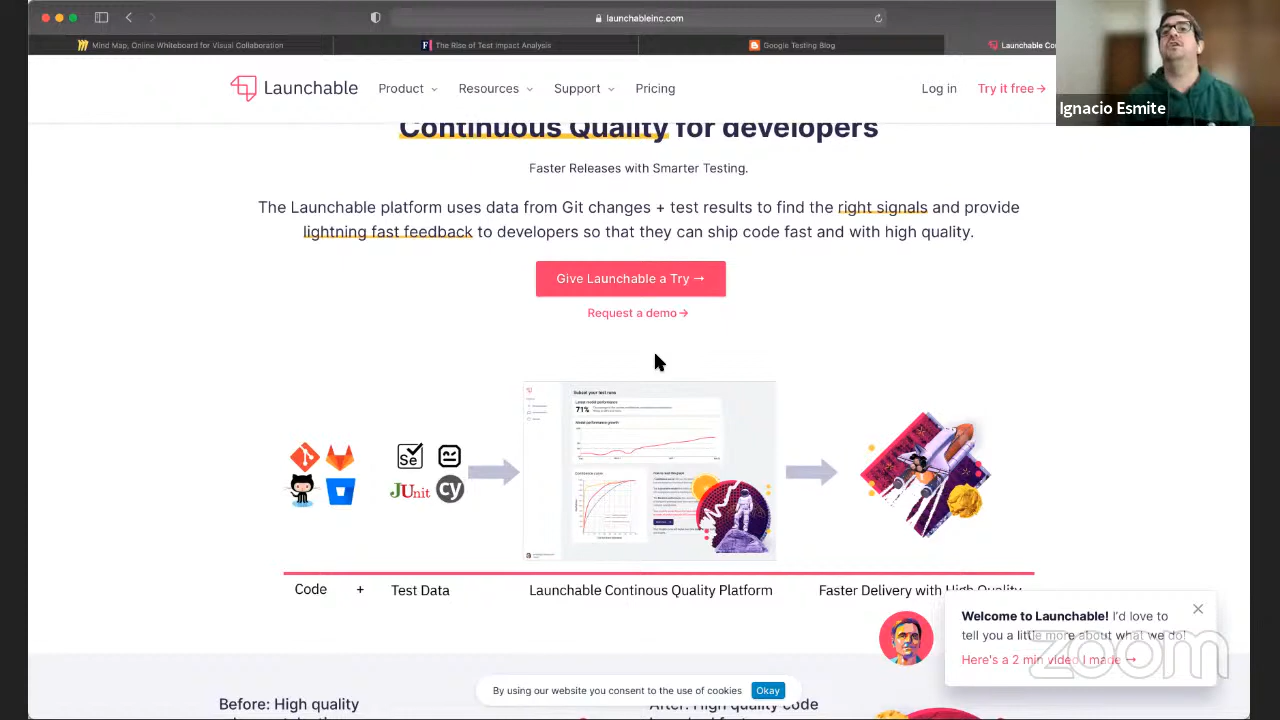 launchableinc.com
Mind Map, Online Whiteboard for Visual Collaboration
The Rise of Test Impact Analysis
Google Testing Blog
Launchable Co
Ignacio Esmite
Launchable
Product
Resources
Support
Pricing
Log in
Try it free →
Continuous Quality for developers
Faster Releases with Smarter Testing.
The Launchable platform uses data from Git changes + test results to find the right signals and provide
lightning fast feedback to developers so that they can ship code fast and with high quality.
Give Launchable a Try →
Request a demo →
71%
Se
JUnit
cy
Code + Test Data
Launchable Continous Quality Platform
Faster Delivery with High Quality
Welcome to Launchable! I'd love to
tell you a little more about what we do!
Here's a 2 min video I made →
zoom
By using our website you consent to the use of cookies
Okay
Before: High quality
After: High quality code